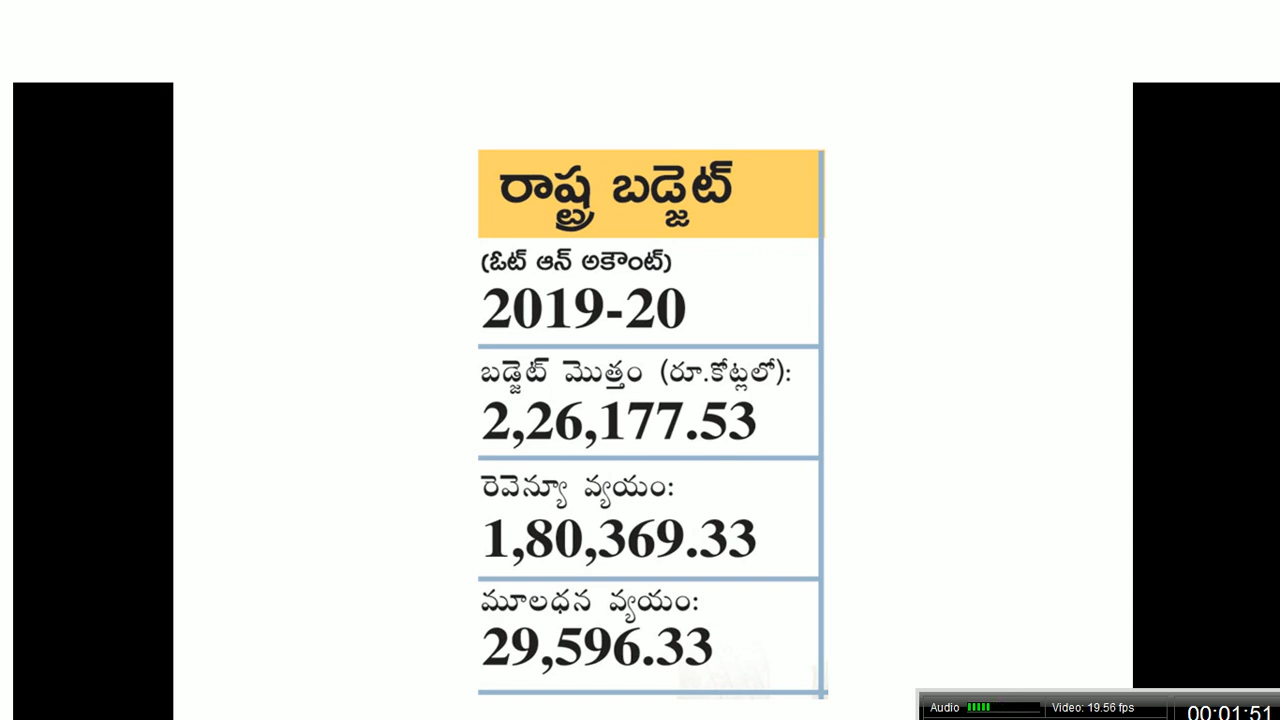 రాష్ట్ర బడ్జెట్
(ఓట్ ఆన్ అకౌంట్)
2019-20
బడ్జెట్ మొత్తం (రూ.కోట్లలో):
2,26,177.53
రెవెన్యూ వ్యయం:
1,80,369.33
మూలధన వ్యయం:
29,596.33
Audio
Video: 19.56 fps
00:01:51